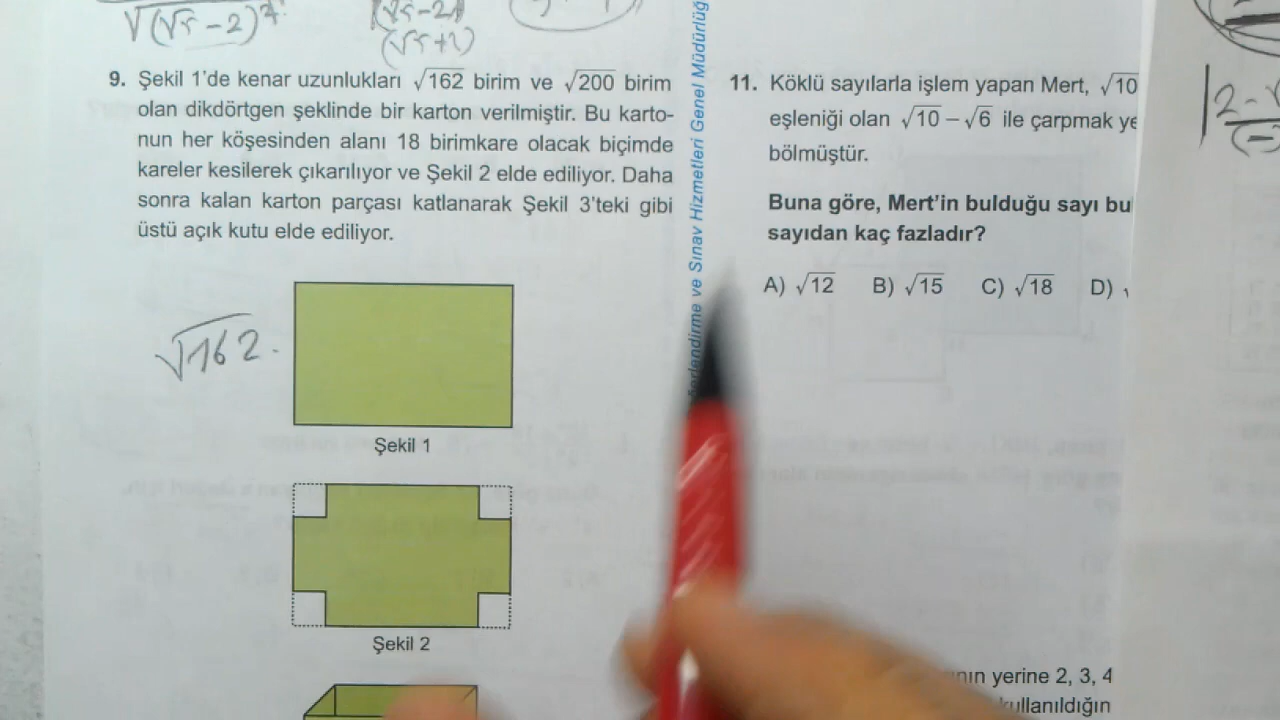 √(√5 - 2)²
(√5-2)
(√5+2)
9. Şekil 1'de kenar uzunlukları √162 birim ve √200 birim
olan dikdörtgen şeklinde bir karton verilmiştir. Bu karto-
nun her köşesinden alanı 18 birimkare olacak biçimde
kareler kesilerek çıkarılıyor ve Şekil 2 elde ediliyor. Daha
sonra kalan karton parçası katlanarak Şekil 3'teki gibi
üstü açık kutu elde ediliyor.
√162
Şekil 1
Şekil 2
ve Sınav Hizmetleri Genel Müdürlüğ
11. Köklü sayılarla işlem yapan Mert, √10
eşleniği olan √10 – √6 ile çarpmak ye
bölmüştür.
Buna göre, Mert'in bulduğu sayı bu
sayıdan kaç fazladır?
A) √12 B) √15 C) √18 D)
yerine 2, 3, 4
kullanıldığın